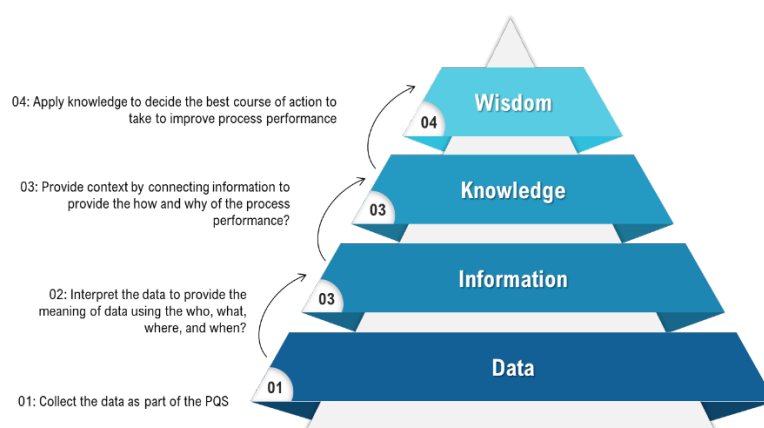 04: Apply knowledge to decide the best course of action to
take to improve process performance
Wisdom
04
03: Provide context by connecting information to
provide the how and why of the process
performance?
Knowledge
03
02: Interpret the data to provide the
meaning of data using the who, what,
where, and when?
Information
03
01: Collect the data as part of the PQS
Data
01